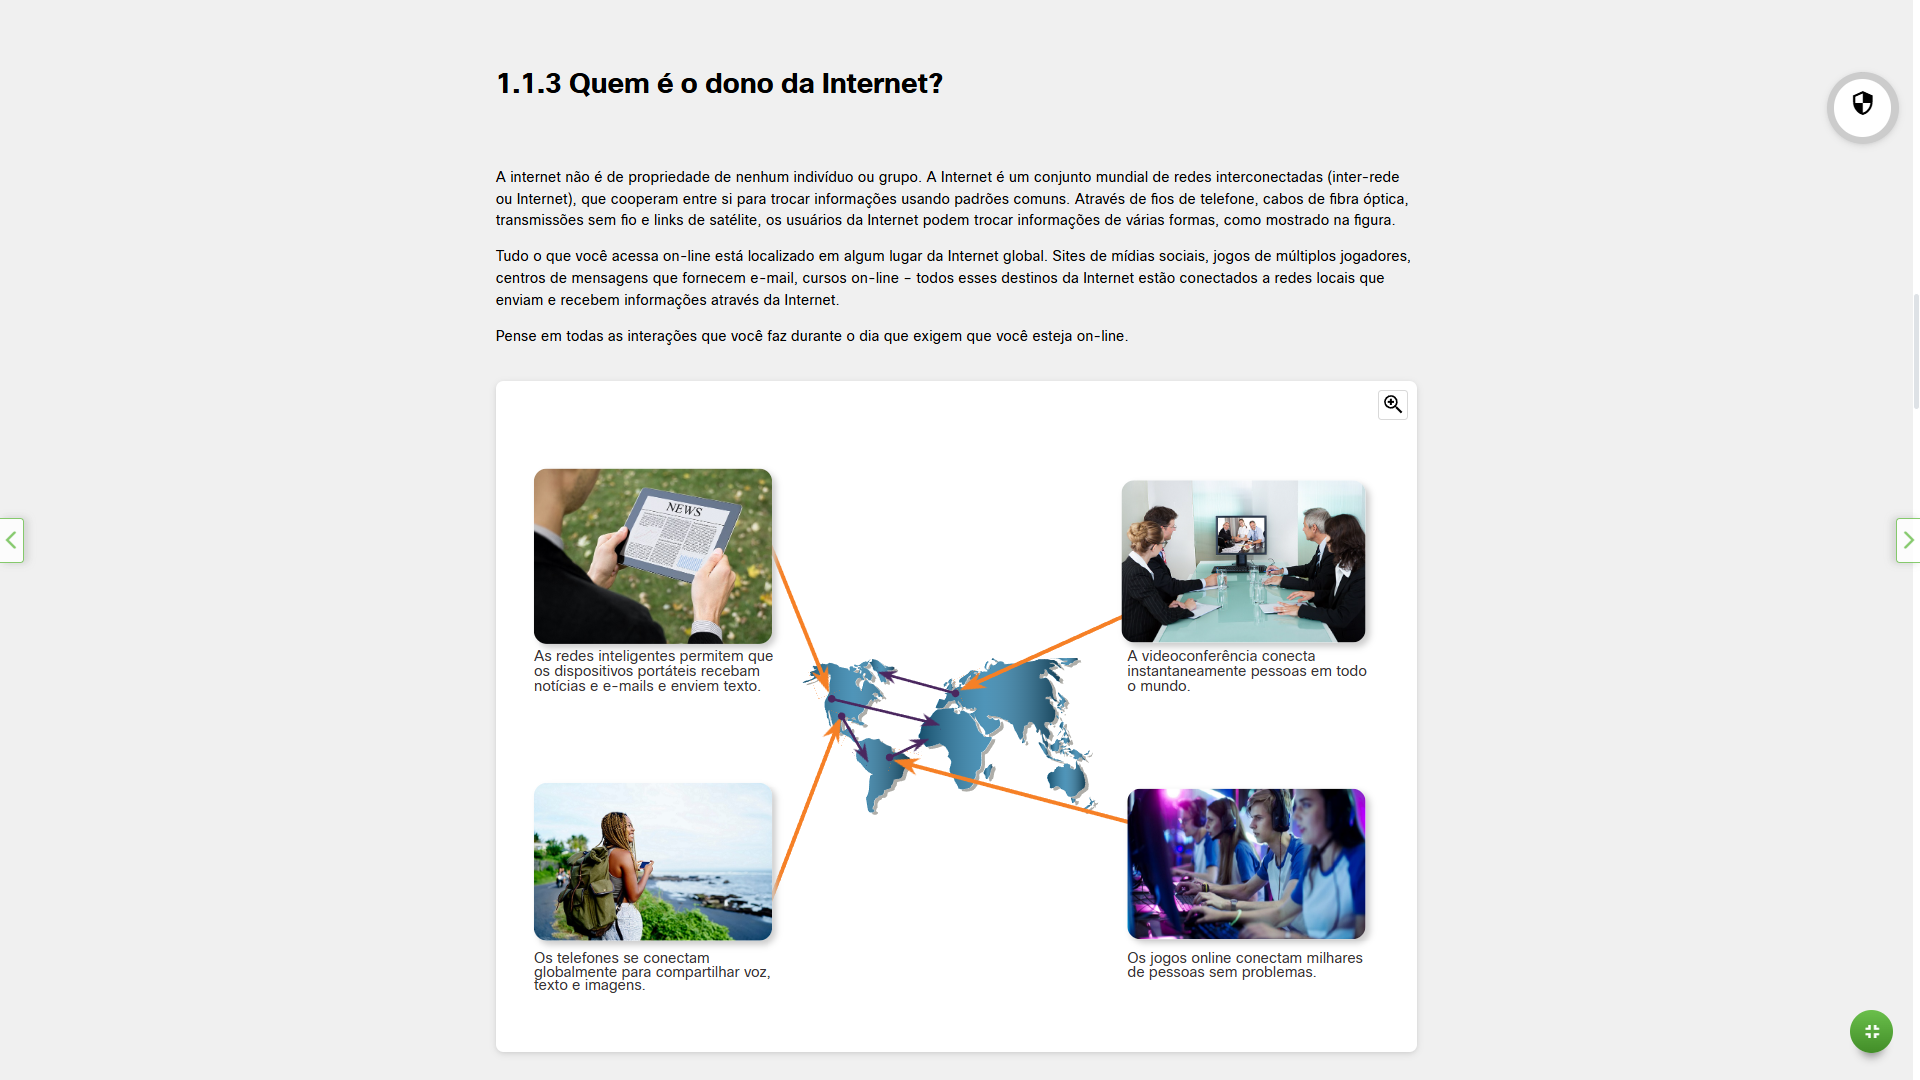 1.1.3 Quem é o dono da Internet?
A internet não é de propriedade de nenhum indivíduo ou grupo. A Internet é um conjunto mundial de redes interconectadas (inter-rede
ou Internet), que cooperam entre si para trocar informações usando padrões comuns. Através de fios de telefone, cabos de fibra óptica,
transmissões sem fio e links de satélite, os usuários da Internet podem trocar informações de várias formas, como mostrado na figura.
Tudo o que você acessa on-line está localizado em algum lugar da Internet global. Sites de mídias sociais, jogos de múltiplos jogadores,
centros de mensagens que fornecem e-mail, cursos on-line – todos esses destinos da Internet estão conectados a redes locais que
enviam e recebem informações através da Internet.
Pense em todas as interações que você faz durante o dia que exigem que você esteja on-line.
NEWS
As redes inteligentes permitem que
os dispositivos portáteis recebam
notícias e e-mails e enviem texto.
A videoconferência conecta
instantaneamente pessoas em todo
o mundo.
Os telefones se conectam
globalmente para compartilhar voz,
texto e imagens.
Os jogos online conectam milhares
de pessoas sem problemas.